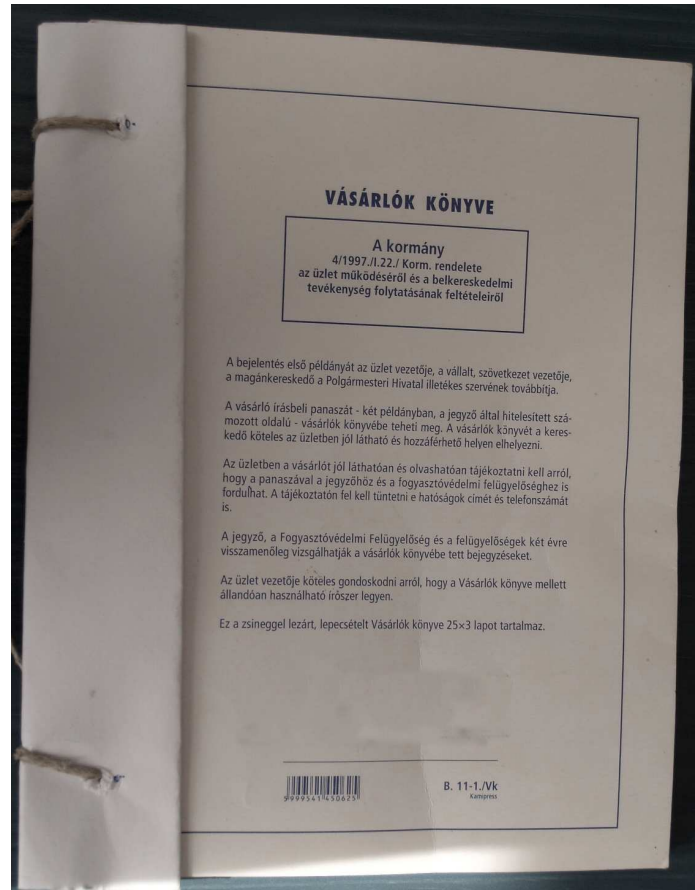 VÁSÁRLÓK KÖNYVE
A kormány
4/1997./I.22./ Korm. rendelete
az üzlet működéséről és a belkereskedelmi
tevékenység folytatásának feltételeiről
A bejelentés első példányát az üzlet vezetője, a vállalt, szövetkezet vezetője,
a magánkereskedő a Polgármesteri Hivatal illetékes szervének továbbítja.
A vásárló írásbeli panaszát - két példányban, a jegyző által hitelesített szá-
mozott oldalú - vásárlók könyvébe teheti meg. A vásárlók könyvét a keres-
kedő köteles az üzletben jól látható és hozzáférhető helyen elhelyezni.
Az üzletben a vásárlót jól láthatóan és olvashatóan tájékoztatni kell arról,
hogy a panaszával a jegyzőhöz és a fogyasztóvédelmi felügyelőséghez is
fordulhat. A tájékoztatón fel kell tüntetni e hatóságok címét és telefonszámát
is.
A jegyző, a Fogyasztóvédelmi Felügyelőség és a felügyelőségek két évre
visszamenőleg vizsgálhatják a vásárlók könyvébe tett bejegyzéseket.
Az üzlet vezetője köteles gondoskodni arról, hogy a Vásárlók könyve mellett
állandóan használható írószer legyen.
Ez a zsineggel lezárt, lepecsételt Vásárlók könyve 25×3 lapot tartalmaz.
B. 11-1./Vk
Kamipress
5999541450625